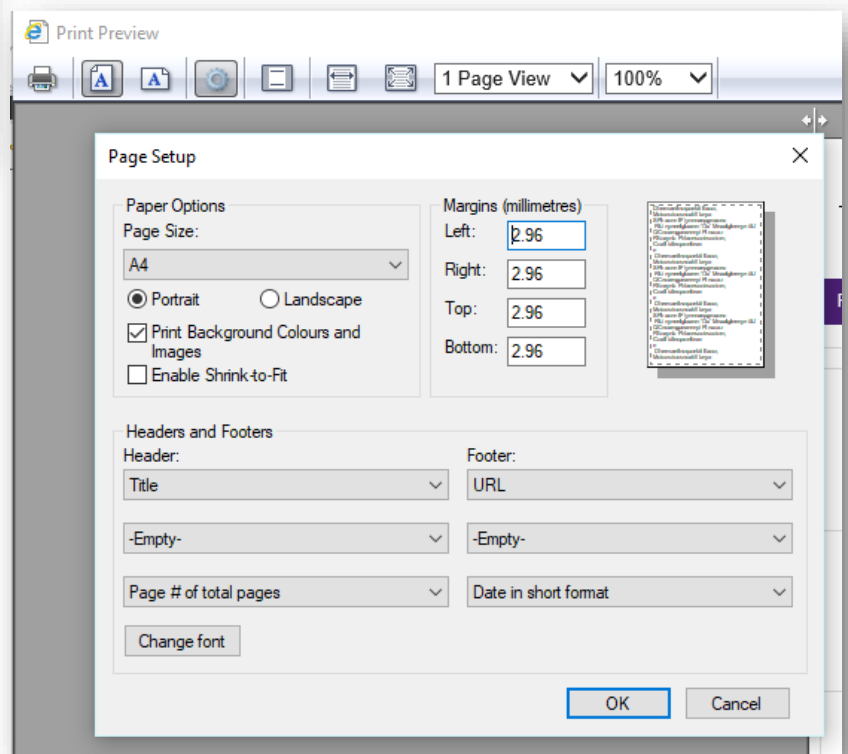 Print Preview
A A 1 Page View 100%
Page Setup
Paper Options
Page Size:
A4
Portrait Landscape
Print Background Colours and
Images
Enable Shrink-to-Fit
Margins (millimetres)
Left: 2.96
Right: 2.96
Top: 2.96
Bottom: 2.96
Headers and Footers
Header: Footer:
Title URL
-Empty- -Empty-
Page # of total pages Date in short format
Change font
OK Cancel